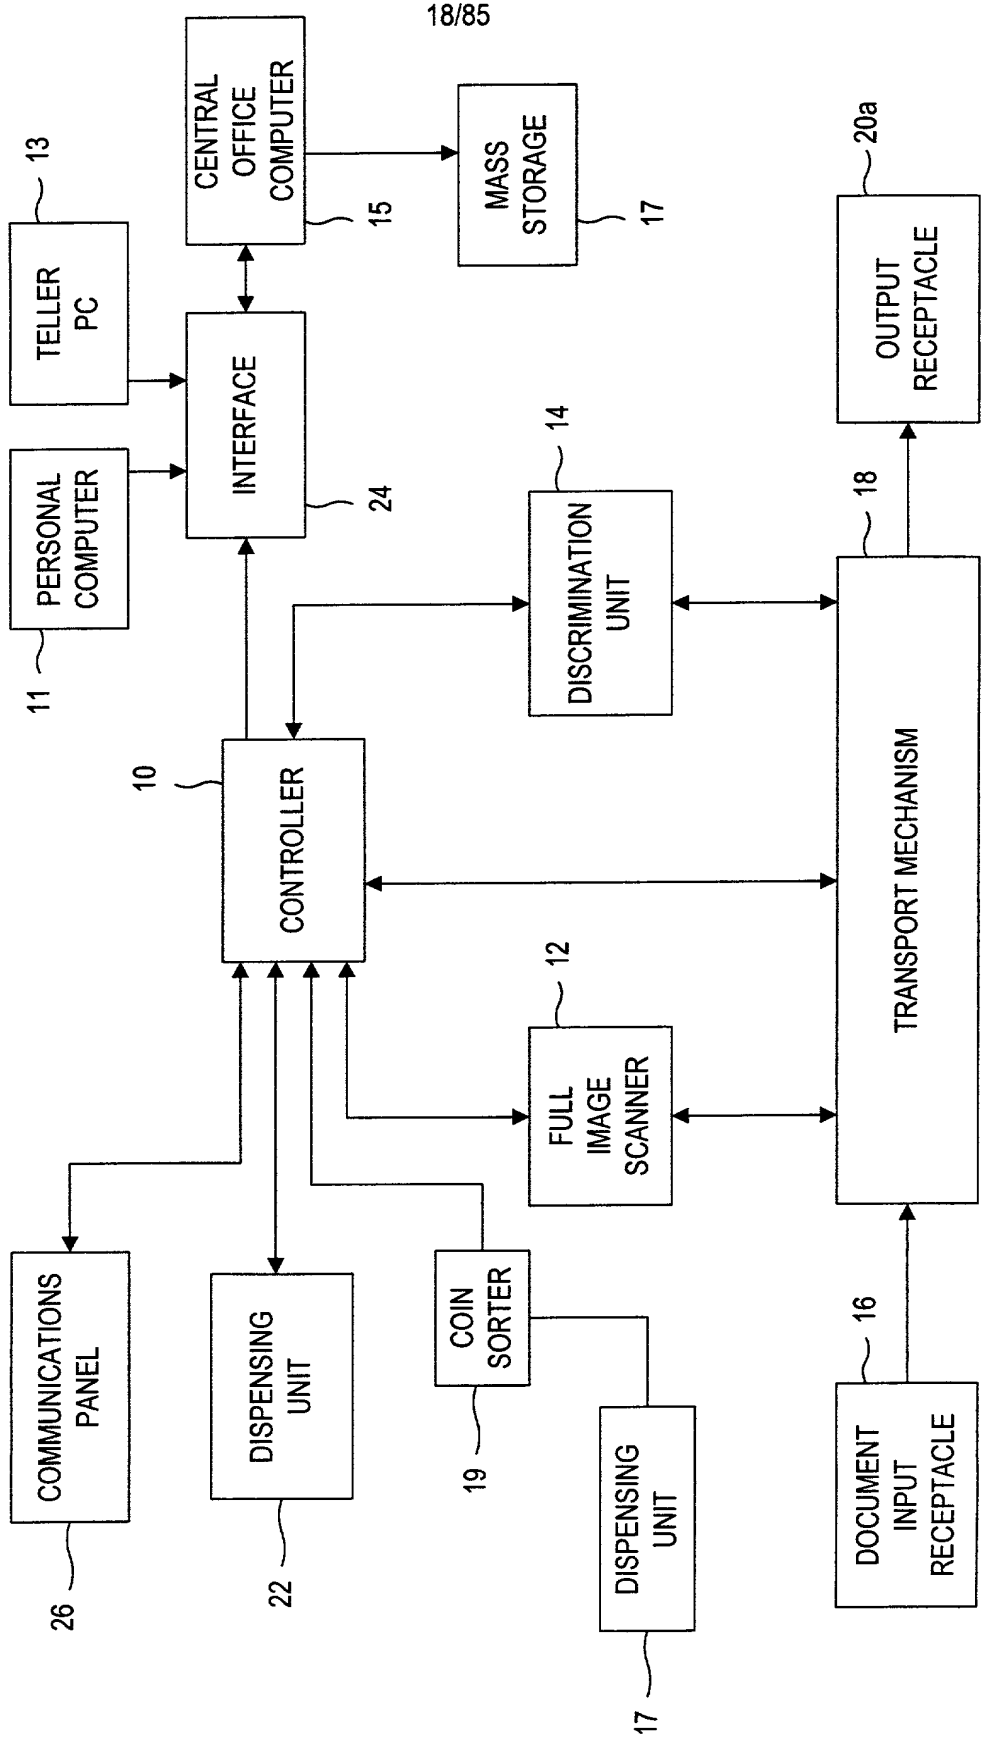 18/85
TELLER
PC
13
PERSONAL
COMPUTER
11
CENTRAL
OFFICE
COMPUTER
15
INTERFACE
24
MASS
STORAGE
17
CONTROLLER
10
COMMUNICATIONS
PANEL
26
DISPENSING
UNIT
22
COIN
SORTER
19
DISPENSING
UNIT
17
FULL
IMAGE
SCANNER
12
DISCRIMINATION
UNIT
14
DOCUMENT
INPUT
RECEPTACLE
16
TRANSPORT MECHANISM
18
OUTPUT
RECEPTACLE
20a